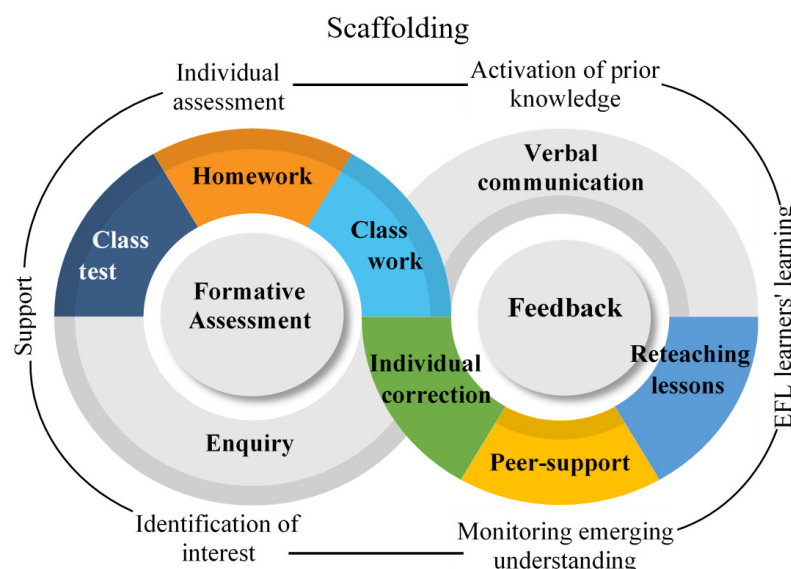 Scaffolding
Individual
assessment
Activation of prior
knowledge
Homework
Verbal
communication
Class
test
Class
work
Formative
Assessment
Feedback
Support
EFL learners' learning
Individual
correction
Reteaching
lessons
Enquiry
Peer-support
Identification of
interest
Monitoring emerging
understanding